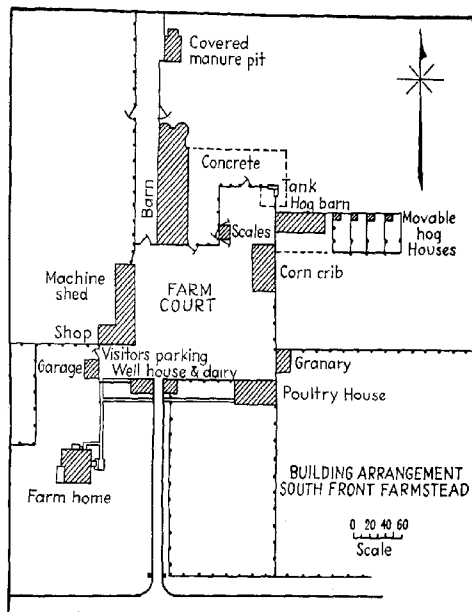 Covered
manure pit
Concrete
Barn
Tank
Hog barn
Scales
Movable
hog
Houses
Machine
shed
FARM
COURT
Corn crib
Shop
Visitors parking
Garage
Well house & dairy
Granary
Poultry House
Farm home
BUILDING ARRANGEMENT
SOUTH FRONT FARMSTEAD
0 20 40 60
Scale